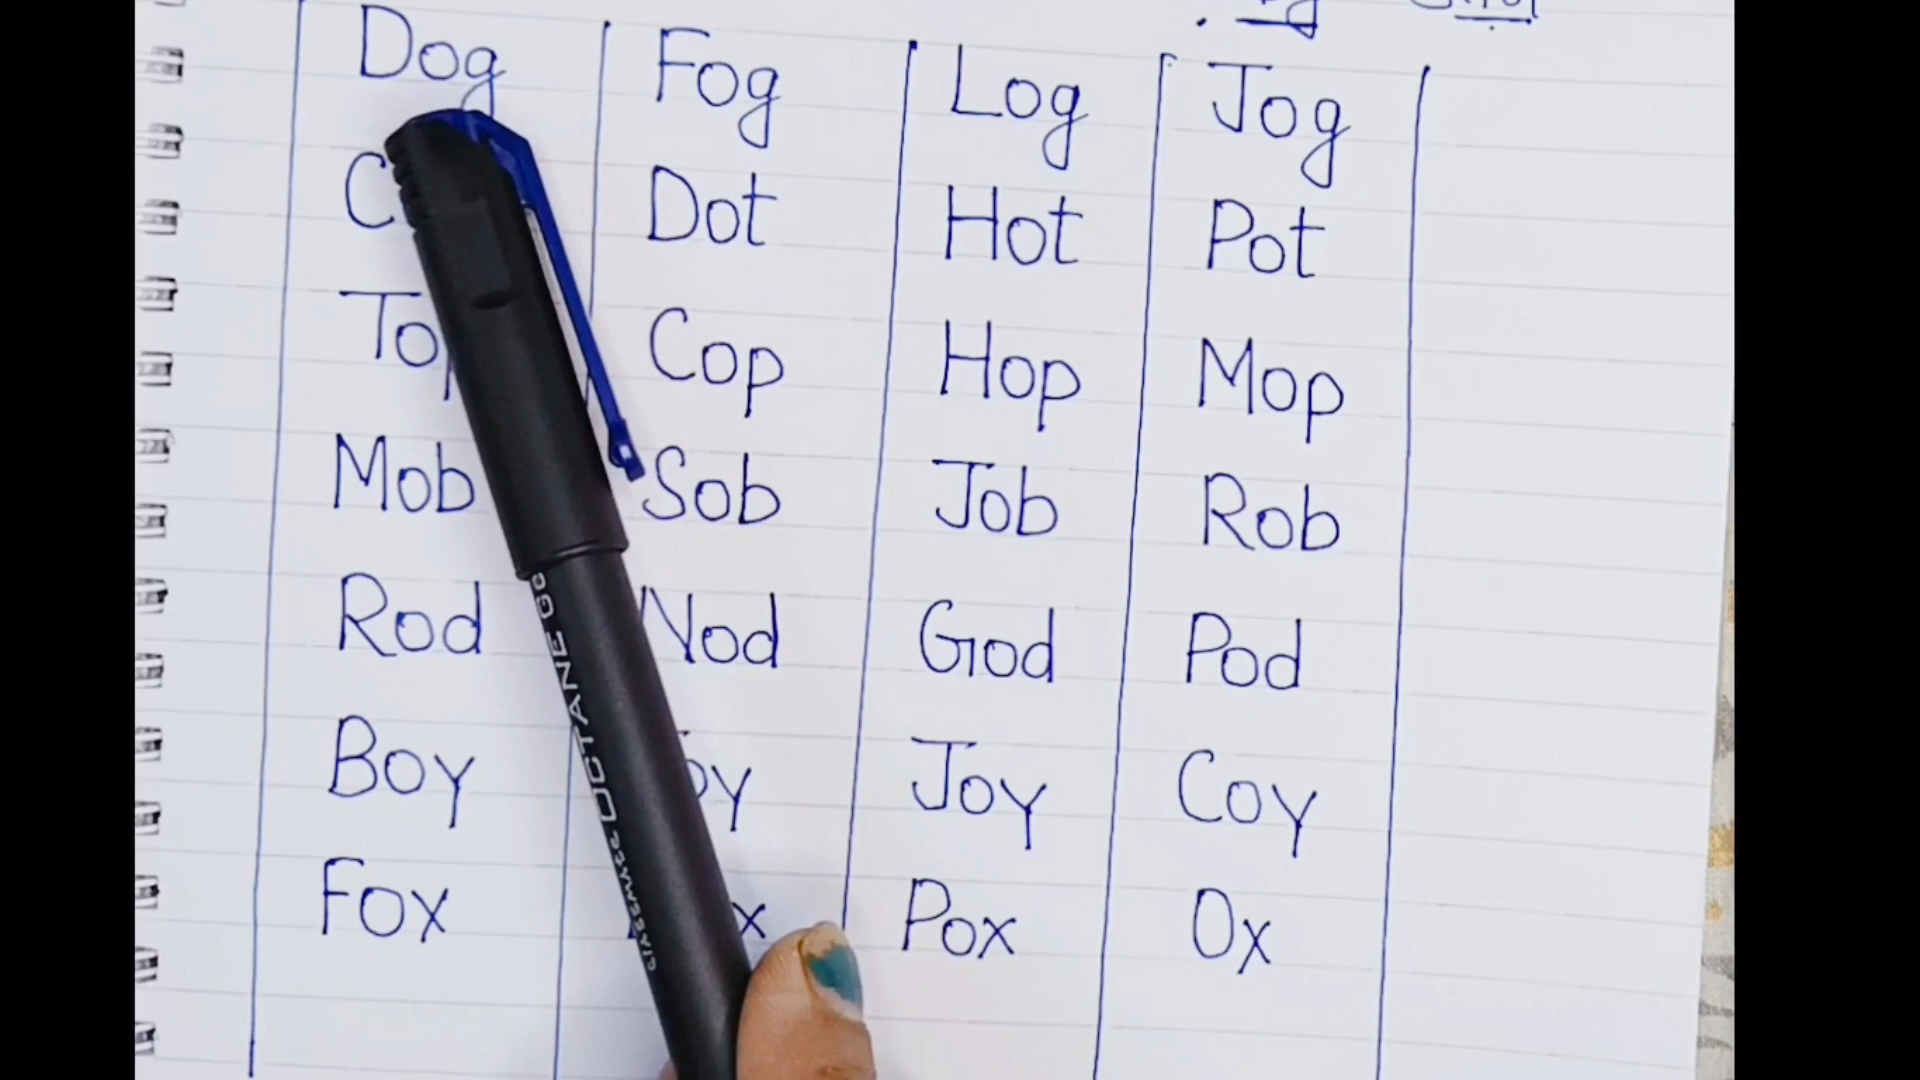 Dog Fog Log Jog
Dot Hot Pot
Cop Hop Mop
Mob Sob Job Rob
Rod Nod God Pod
Boy Joy Coy
Fox Pox Ox
OCTANE